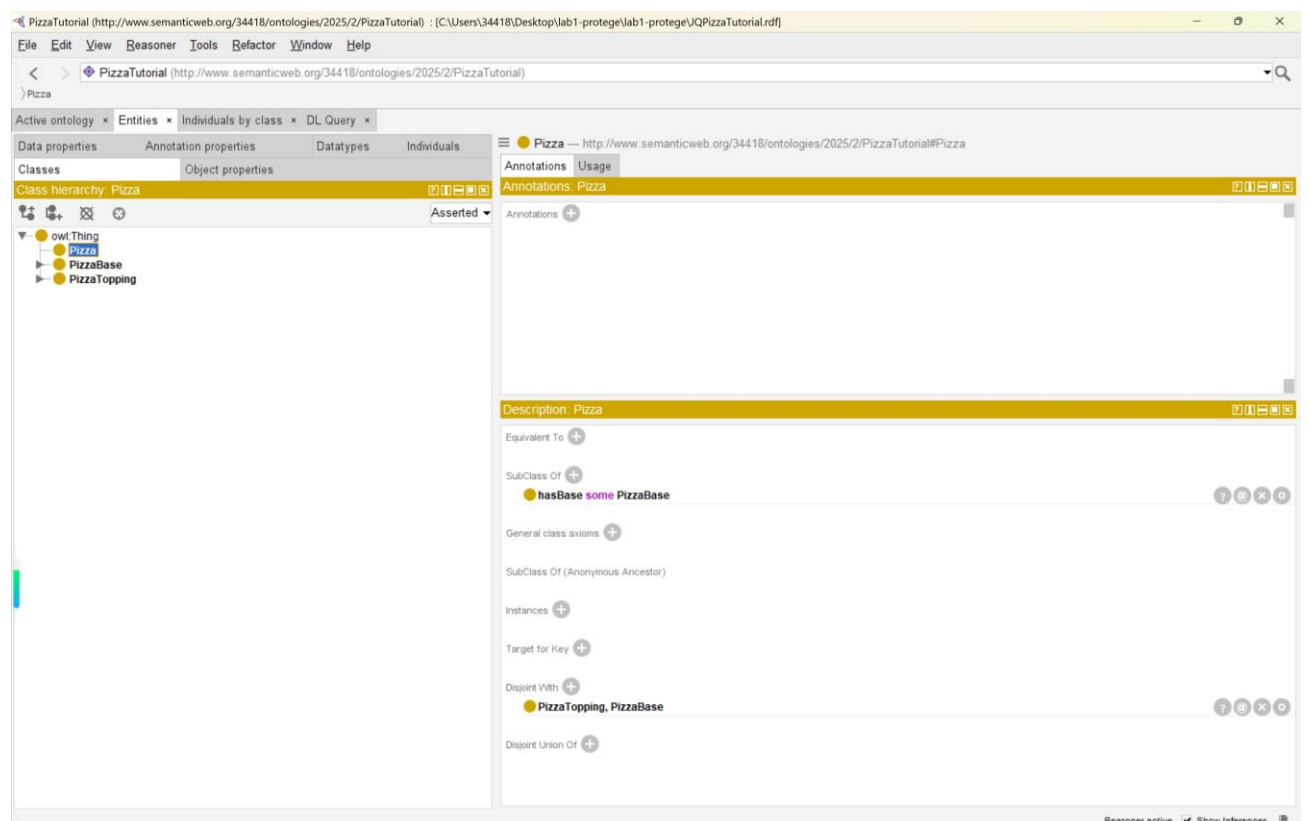 PizzaTutorial (http://www.semanticweb.org/34418/ontologies/2025/2/PizzaTutorial) : [C:\Users\34418\Desktop\lab1-protege\lab1-protege\JQPizzaTutorial.rdf]
File Edit View Reasoner Tools Refactor Window Help
PizzaTutorial (http://www.semanticweb.org/34418/ontologies/2025/2/PizzaTutorial)
Pizza
Active ontology × Entities × Individuals by class × DL Query ×
Data properties Annotation properties Datatypes Individuals
Classes Object properties
Class hierarchy: Pizza
Asserted
owl:Thing
Pizza
PizzaBase
PizzaTopping
Pizza — http://www.semanticweb.org/34418/ontologies/2025/2/PizzaTutorial#Pizza
Annotations Usage
Annotations: Pizza
Annotations
Description: Pizza
Equivalent To
SubClass Of
hasBase some PizzaBase
General class axioms
SubClass Of (Anonymous Ancestor)
Instances
Target for Key
Disjoint With
PizzaTopping, PizzaBase
Disjoint Union Of
Reasoner active Show Inferences